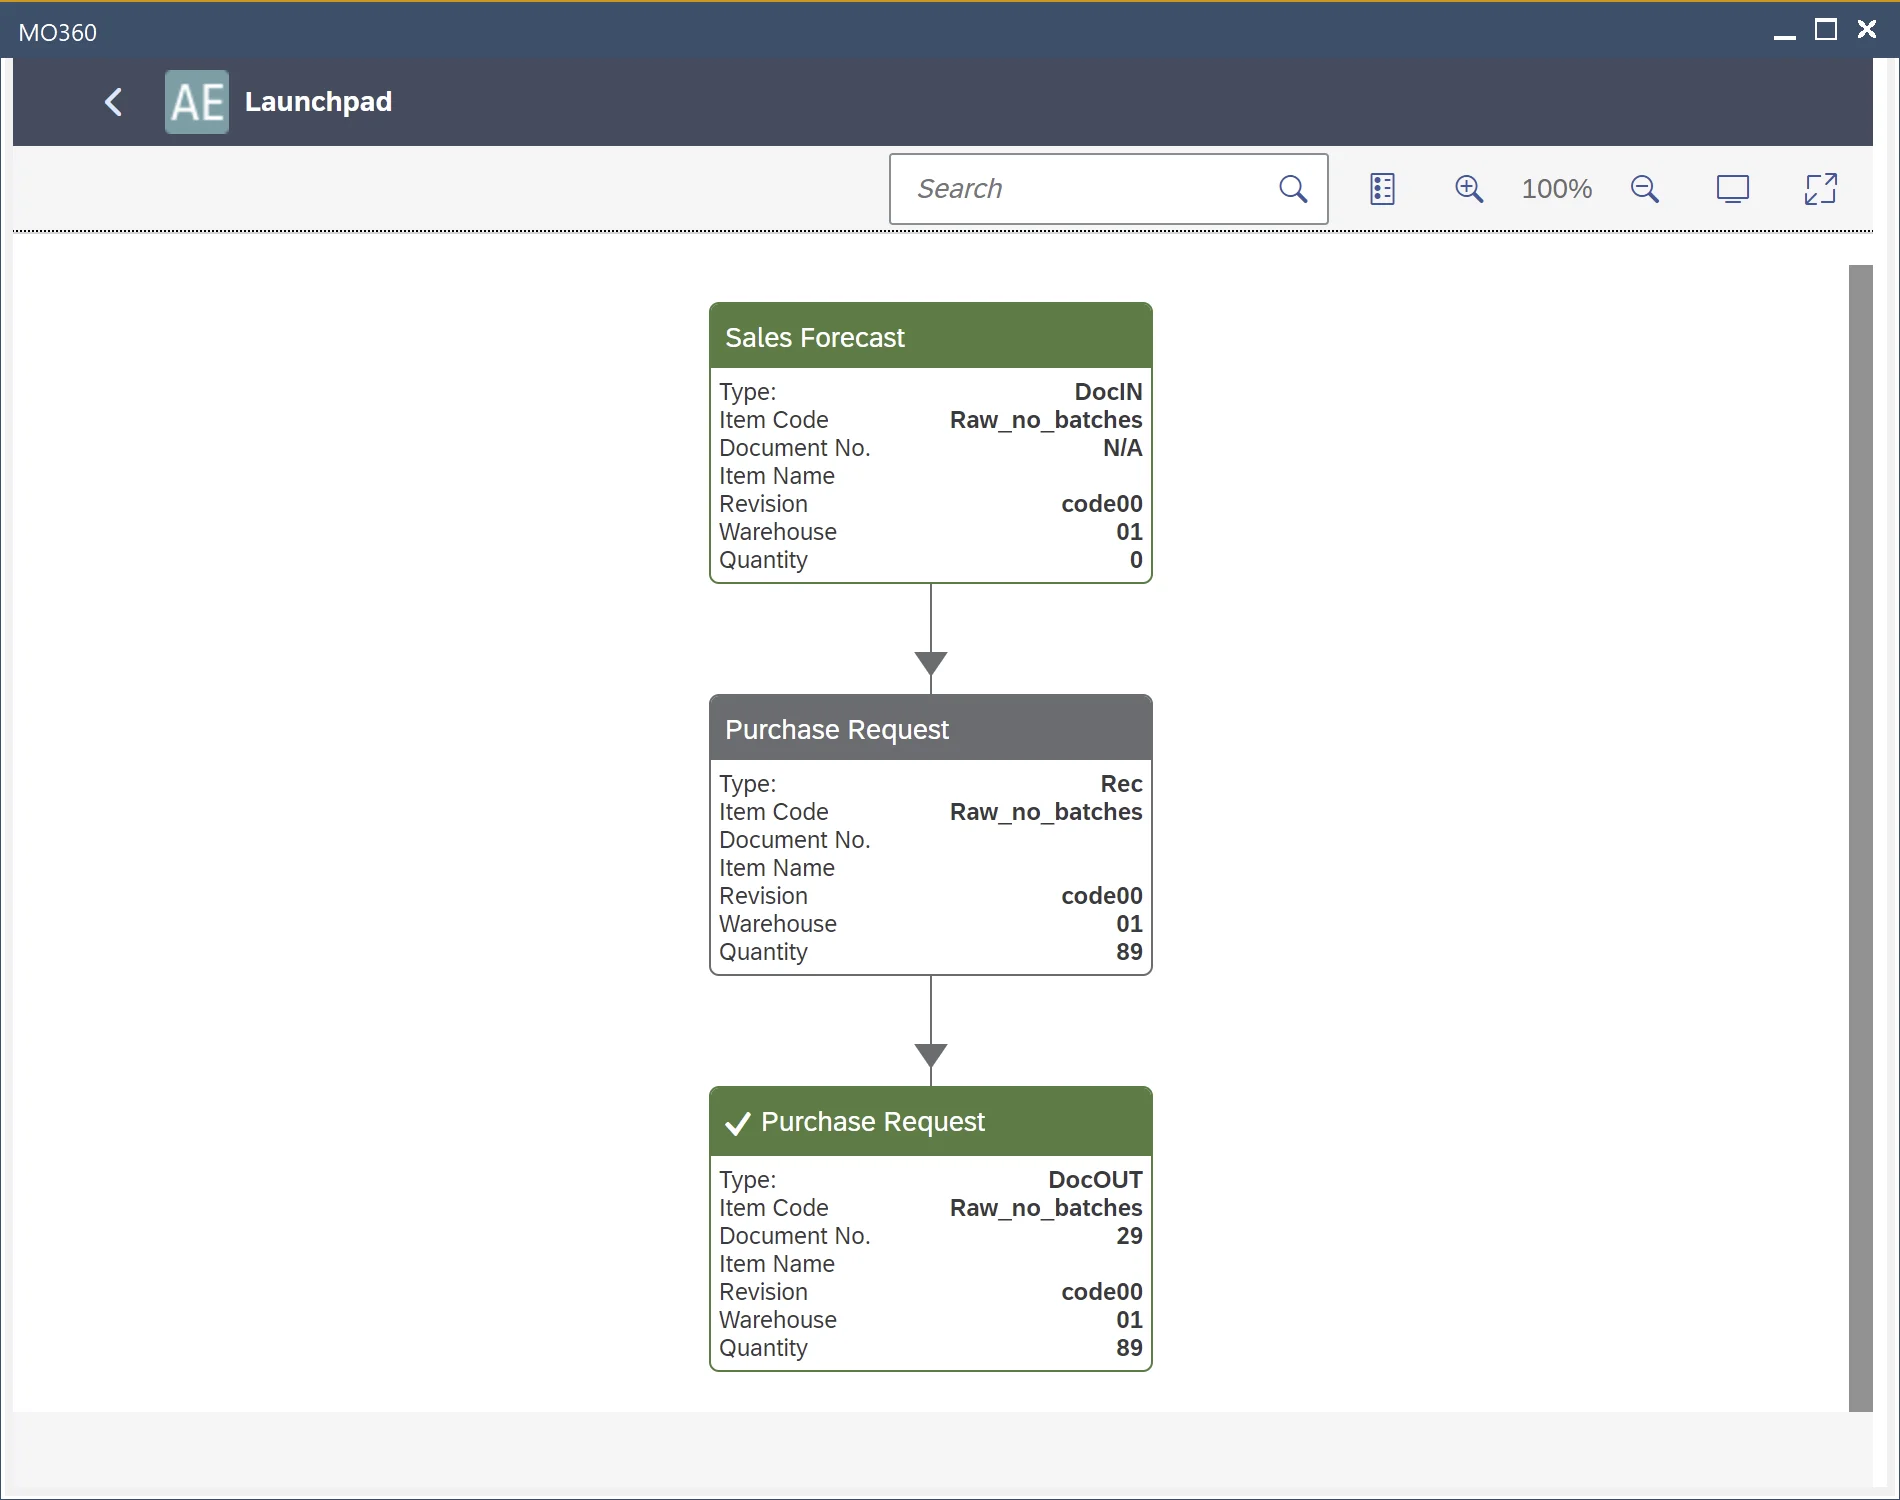 MO360
AE Launchpad
Search
100%
Sales Forecast
Type: DocIN
Item Code Raw_no_batches
Document No. N/A
Item Name
Revision code00
Warehouse 01
Quantity 0
Purchase Request
Type: Rec
Item Code Raw_no_batches
Document No.
Item Name
Revision code00
Warehouse 01
Quantity 89
Purchase Request
Type: DocOUT
Item Code Raw_no_batches
Document No. 29
Item Name
Revision code00
Warehouse 01
Quantity 89